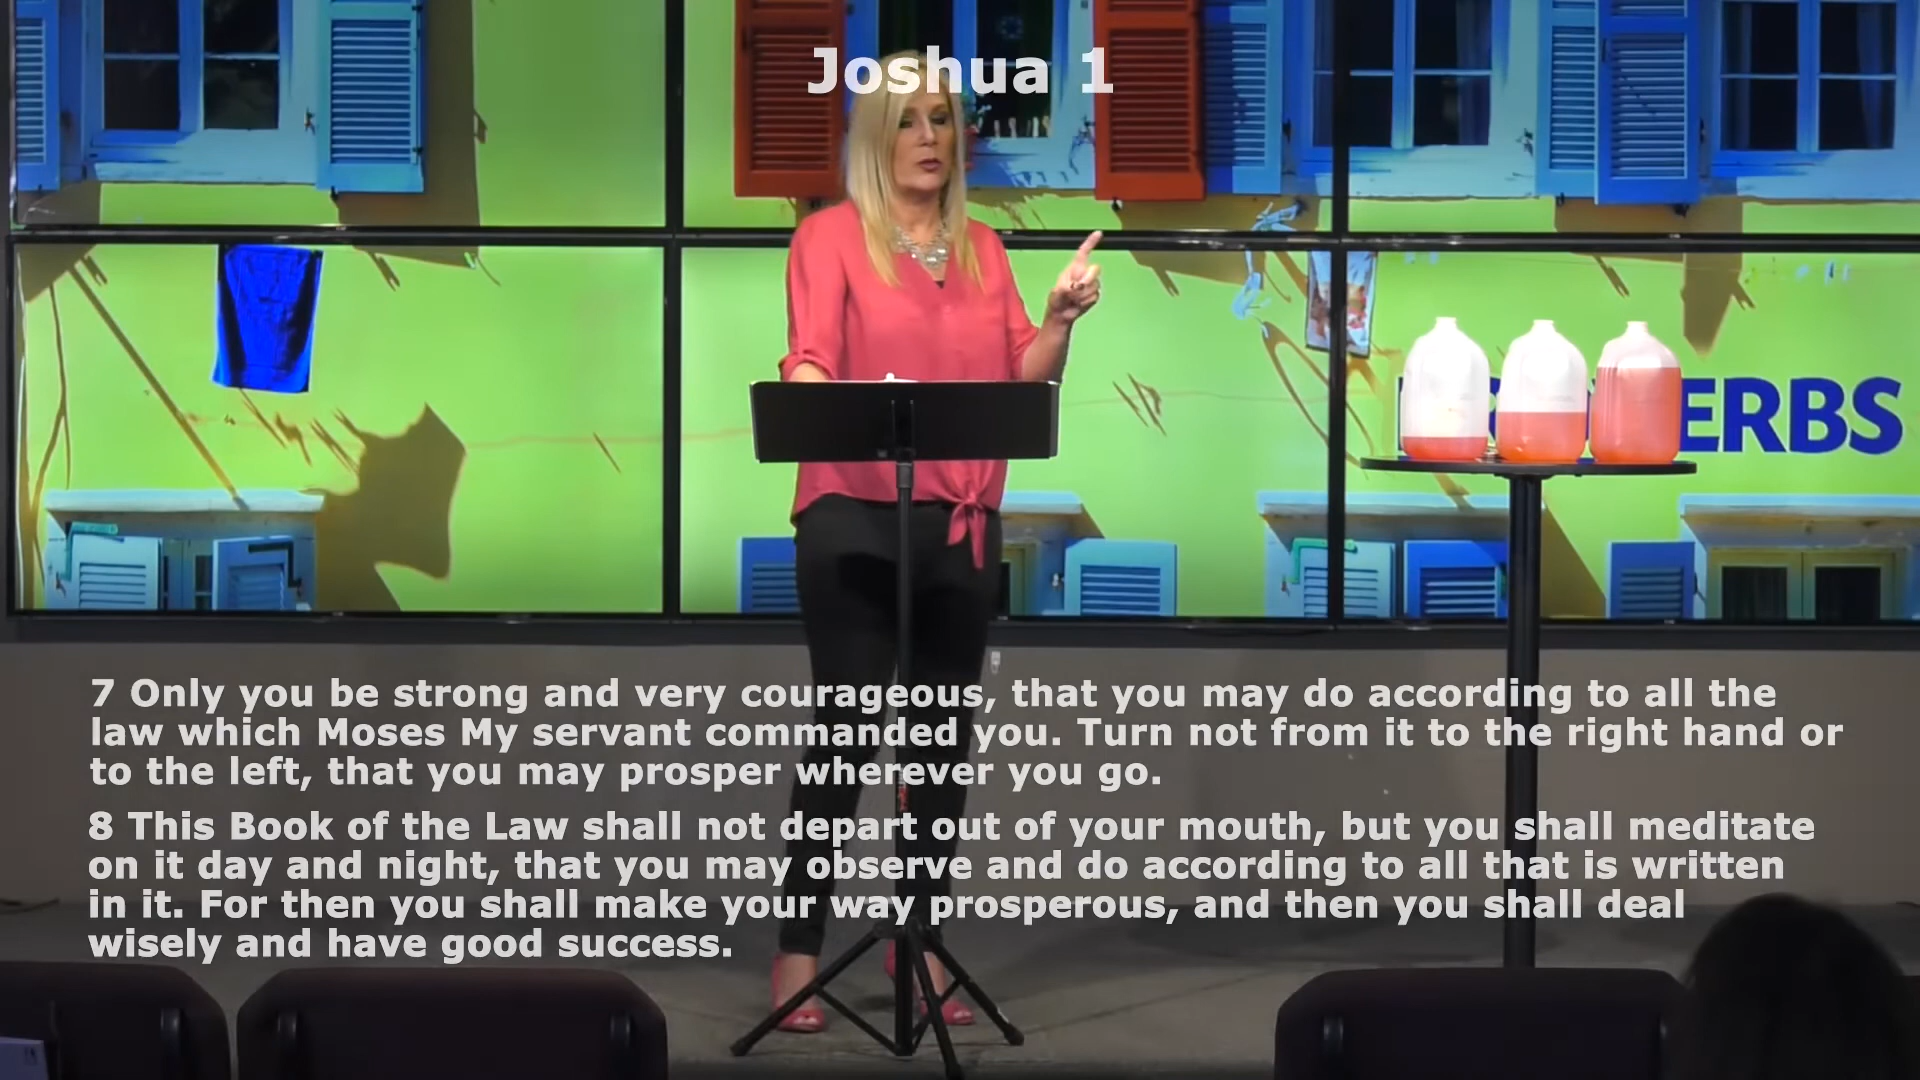 Joshua 1
ERBS
7 Only you be strong and very courageous, that you may do according to all the
law which Moses My servant commanded you. Turn not from it to the right hand or
to the left, that you may prosper wherever you go.
8 This Book of the Law shall not depart out of your mouth, but you shall meditate
on it day and night, that you may observe and do according to all that is written
in it. For then you shall make your way prosperous, and then you shall deal
wisely and have good success.